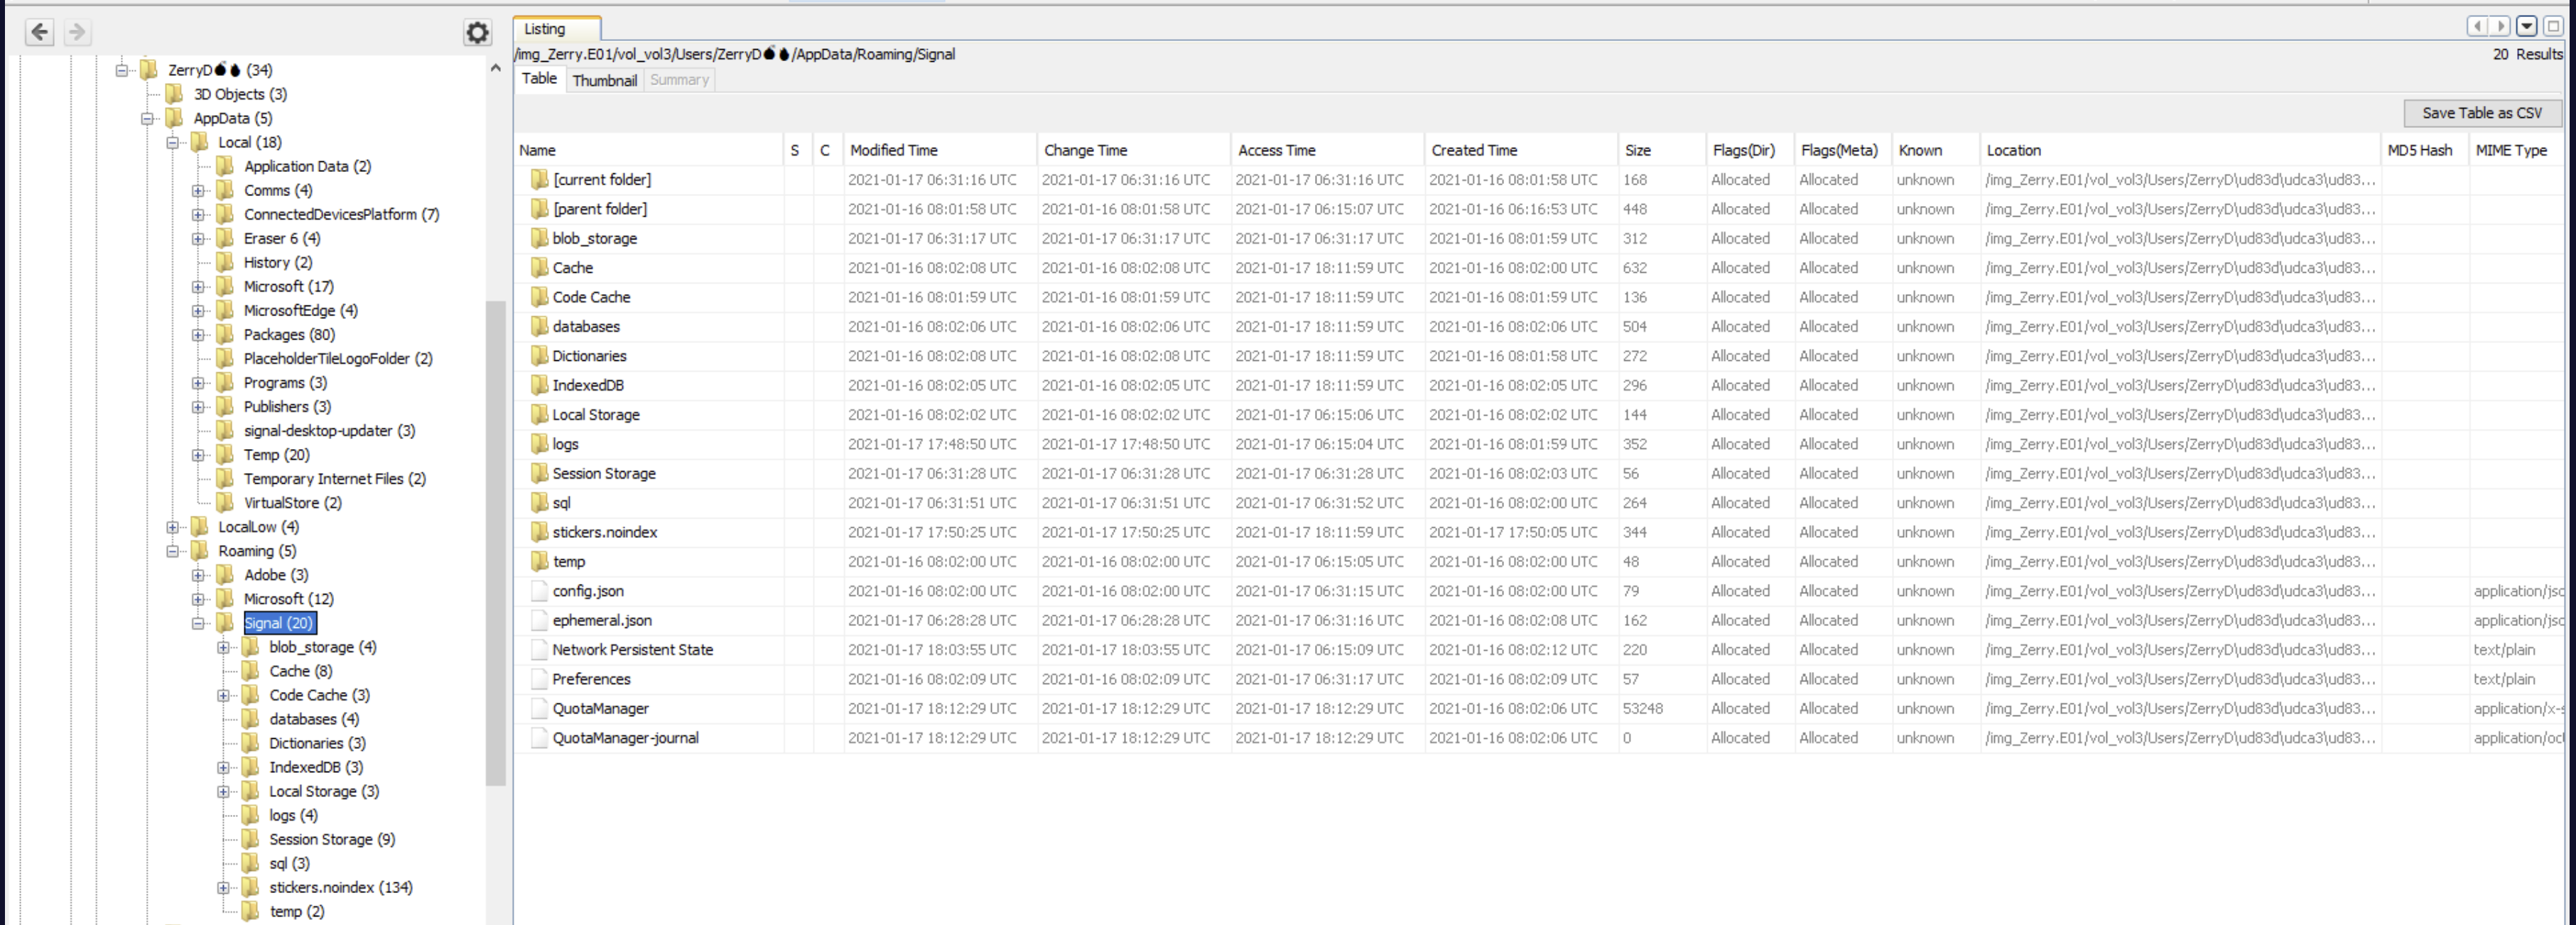 Listing
/img_Zerry.E01/vol_vol3/Users/ZerryD💣💣/AppData/Roaming/Signal
20 Results
Table Thumbnail Summary
Save Table as CSV
ZerryD💣💣 (34)
3D Objects (3)
AppData (5)
Local (18)
Application Data (2)
Comms (4)
ConnectedDevicesPlatform (7)
Eraser 6 (4)
History (2)
Microsoft (17)
MicrosoftEdge (4)
Packages (80)
PlaceholderTileLogoFolder (2)
Programs (3)
Publishers (3)
signal-desktop-updater (3)
Temp (20)
Temporary Internet Files (2)
VirtualStore (2)
LocalLow (4)
Roaming (5)
Adobe (3)
Microsoft (12)
Signal (20)
blob_storage (4)
Cache (8)
Code Cache (3)
databases (4)
Dictionaries (3)
IndexedDB (3)
Local Storage (3)
logs (4)
Session Storage (9)
sql (3)
stickers.noindex (134)
temp (2)
Name S C Modified Time Change Time Access Time Created Time Size Flags(Dir) Flags(Meta) Known Location MD5 Hash MIME Type
[current folder] 2021-01-17 06:31:16 UTC 2021-01-17 06:31:16 UTC 2021-01-17 06:31:16 UTC 2021-01-16 08:01:58 UTC 168 Allocated Allocated unknown /img_Zerry.E01/vol_vol3/Users/ZerryD\ud83d\udca3\ud83...
[parent folder] 2021-01-16 08:01:58 UTC 2021-01-16 08:01:58 UTC 2021-01-17 06:15:07 UTC 2021-01-16 06:16:53 UTC 448 Allocated Allocated unknown /img_Zerry.E01/vol_vol3/Users/ZerryD\ud83d\udca3\ud83...
blob_storage 2021-01-17 06:31:17 UTC 2021-01-17 06:31:17 UTC 2021-01-17 06:31:17 UTC 2021-01-16 08:01:59 UTC 312 Allocated Allocated unknown /img_Zerry.E01/vol_vol3/Users/ZerryD\ud83d\udca3\ud83...
Cache 2021-01-16 08:02:08 UTC 2021-01-16 08:02:08 UTC 2021-01-17 18:11:59 UTC 2021-01-16 08:02:00 UTC 632 Allocated Allocated unknown /img_Zerry.E01/vol_vol3/Users/ZerryD\ud83d\udca3\ud83...
Code Cache 2021-01-16 08:01:59 UTC 2021-01-16 08:01:59 UTC 2021-01-17 18:11:59 UTC 2021-01-16 08:01:59 UTC 136 Allocated Allocated unknown /img_Zerry.E01/vol_vol3/Users/ZerryD\ud83d\udca3\ud83...
databases 2021-01-16 08:02:06 UTC 2021-01-16 08:02:06 UTC 2021-01-17 18:11:59 UTC 2021-01-16 08:02:06 UTC 504 Allocated Allocated unknown /img_Zerry.E01/vol_vol3/Users/ZerryD\ud83d\udca3\ud83...
Dictionaries 2021-01-16 08:02:08 UTC 2021-01-16 08:02:08 UTC 2021-01-17 18:11:59 UTC 2021-01-16 08:01:58 UTC 272 Allocated Allocated unknown /img_Zerry.E01/vol_vol3/Users/ZerryD\ud83d\udca3\ud83...
IndexedDB 2021-01-16 08:02:05 UTC 2021-01-16 08:02:05 UTC 2021-01-17 18:11:59 UTC 2021-01-16 08:02:05 UTC 296 Allocated Allocated unknown /img_Zerry.E01/vol_vol3/Users/ZerryD\ud83d\udca3\ud83...
Local Storage 2021-01-16 08:02:02 UTC 2021-01-16 08:02:02 UTC 2021-01-17 06:15:06 UTC 2021-01-16 08:02:02 UTC 144 Allocated Allocated unknown /img_Zerry.E01/vol_vol3/Users/ZerryD\ud83d\udca3\ud83...
logs 2021-01-17 17:48:50 UTC 2021-01-17 17:48:50 UTC 2021-01-17 06:15:04 UTC 2021-01-16 08:01:59 UTC 352 Allocated Allocated unknown /img_Zerry.E01/vol_vol3/Users/ZerryD\ud83d\udca3\ud83...
Session Storage 2021-01-17 06:31:28 UTC 2021-01-17 06:31:28 UTC 2021-01-17 06:31:28 UTC 2021-01-16 08:02:03 UTC 56 Allocated Allocated unknown /img_Zerry.E01/vol_vol3/Users/ZerryD\ud83d\udca3\ud83...
sql 2021-01-17 06:31:51 UTC 2021-01-17 06:31:51 UTC 2021-01-17 06:31:52 UTC 2021-01-16 08:02:00 UTC 264 Allocated Allocated unknown /img_Zerry.E01/vol_vol3/Users/ZerryD\ud83d\udca3\ud83...
stickers.noindex 2021-01-17 17:50:25 UTC 2021-01-17 17:50:25 UTC 2021-01-17 18:11:59 UTC 2021-01-17 17:50:05 UTC 344 Allocated Allocated unknown /img_Zerry.E01/vol_vol3/Users/ZerryD\ud83d\udca3\ud83...
temp 2021-01-16 08:02:00 UTC 2021-01-16 08:02:00 UTC 2021-01-17 06:15:05 UTC 2021-01-16 08:02:00 UTC 48 Allocated Allocated unknown /img_Zerry.E01/vol_vol3/Users/ZerryD\ud83d\udca3\ud83...
config.json 2021-01-16 08:02:00 UTC 2021-01-16 08:02:00 UTC 2021-01-17 06:31:15 UTC 2021-01-16 08:02:00 UTC 79 Allocated Allocated unknown /img_Zerry.E01/vol_vol3/Users/ZerryD\ud83d\udca3\ud83... application/jsc
ephemeral.json 2021-01-17 06:28:28 UTC 2021-01-17 06:28:28 UTC 2021-01-17 06:31:16 UTC 2021-01-16 08:02:08 UTC 162 Allocated Allocated unknown /img_Zerry.E01/vol_vol3/Users/ZerryD\ud83d\udca3\ud83... application/jsc
Network Persistent State 2021-01-17 18:03:55 UTC 2021-01-17 18:03:55 UTC 2021-01-17 06:15:09 UTC 2021-01-16 08:02:12 UTC 220 Allocated Allocated unknown /img_Zerry.E01/vol_vol3/Users/ZerryD\ud83d\udca3\ud83... text/plain
Preferences 2021-01-16 08:02:09 UTC 2021-01-16 08:02:09 UTC 2021-01-17 06:31:17 UTC 2021-01-16 08:02:09 UTC 57 Allocated Allocated unknown /img_Zerry.E01/vol_vol3/Users/ZerryD\ud83d\udca3\ud83... text/plain
QuotaManager 2021-01-17 18:12:29 UTC 2021-01-17 18:12:29 UTC 2021-01-17 18:12:29 UTC 2021-01-16 08:02:06 UTC 53248 Allocated Allocated unknown /img_Zerry.E01/vol_vol3/Users/ZerryD\ud83d\udca3\ud83... application/x-s
QuotaManager-journal 2021-01-17 18:12:29 UTC 2021-01-17 18:12:29 UTC 2021-01-17 18:12:29 UTC 2021-01-16 08:02:06 UTC 0 Allocated Allocated unknown /img_Zerry.E01/vol_vol3/Users/ZerryD\ud83d\udca3\ud83... application/oc